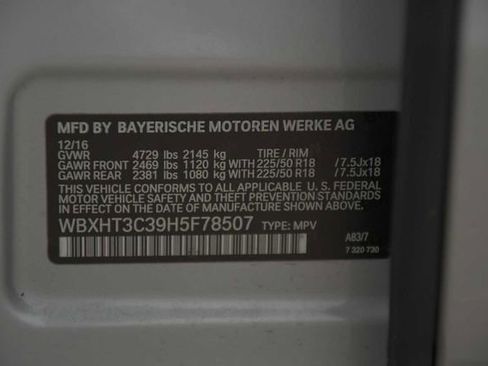 MFD BY BAYERISCHE MOTOREN WERKE AG
12/16
GVWR 4729 lbs 2145 kg TIRE / RIM
GAWR FRONT 2469 lbs 1120 kg WITH 225/50 R18 /7.5Jx18
GAWR REAR 2381 lbs 1080 kg WITH 225/50 R18 /7.5Jx18
THIS VEHICLE CONFORMS TO ALL APPLICABLE U. S. FEDERAL
MOTOR VEHICLE SAFETY AND THEFT PREVENTION STANDARDS
IN EFFECT ON THE DATE OF MANUFACTURE SHOWN ABOVE.
WBXHT3C39H5F78507 TYPE: MPV
A83/7
7 320 730